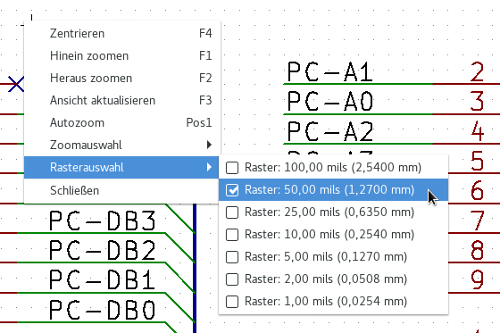 Zentrieren F4
Hinein zoomen F1
Heraus zoomen F2
Ansicht aktualisieren F3
Autozoom Pos1
Zoomauswahl
Rasterauswahl
Schließen
Raster: 100,00 mils (2,5400 mm)
Raster: 50,00 mils (1,2700 mm)
Raster: 25,00 mils (0,6350 mm)
Raster: 10,00 mils (0,2540 mm)
Raster: 5,00 mils (0,1270 mm)
Raster: 2,00 mils (0,0508 mm)
Raster: 1,00 mils (0,0254 mm)
PC-A1 2
PC-A0 3
PC-A2 4
5
6
7
8
9
PC-DB3
PC-DB2
PC-DB1
PC-DB0